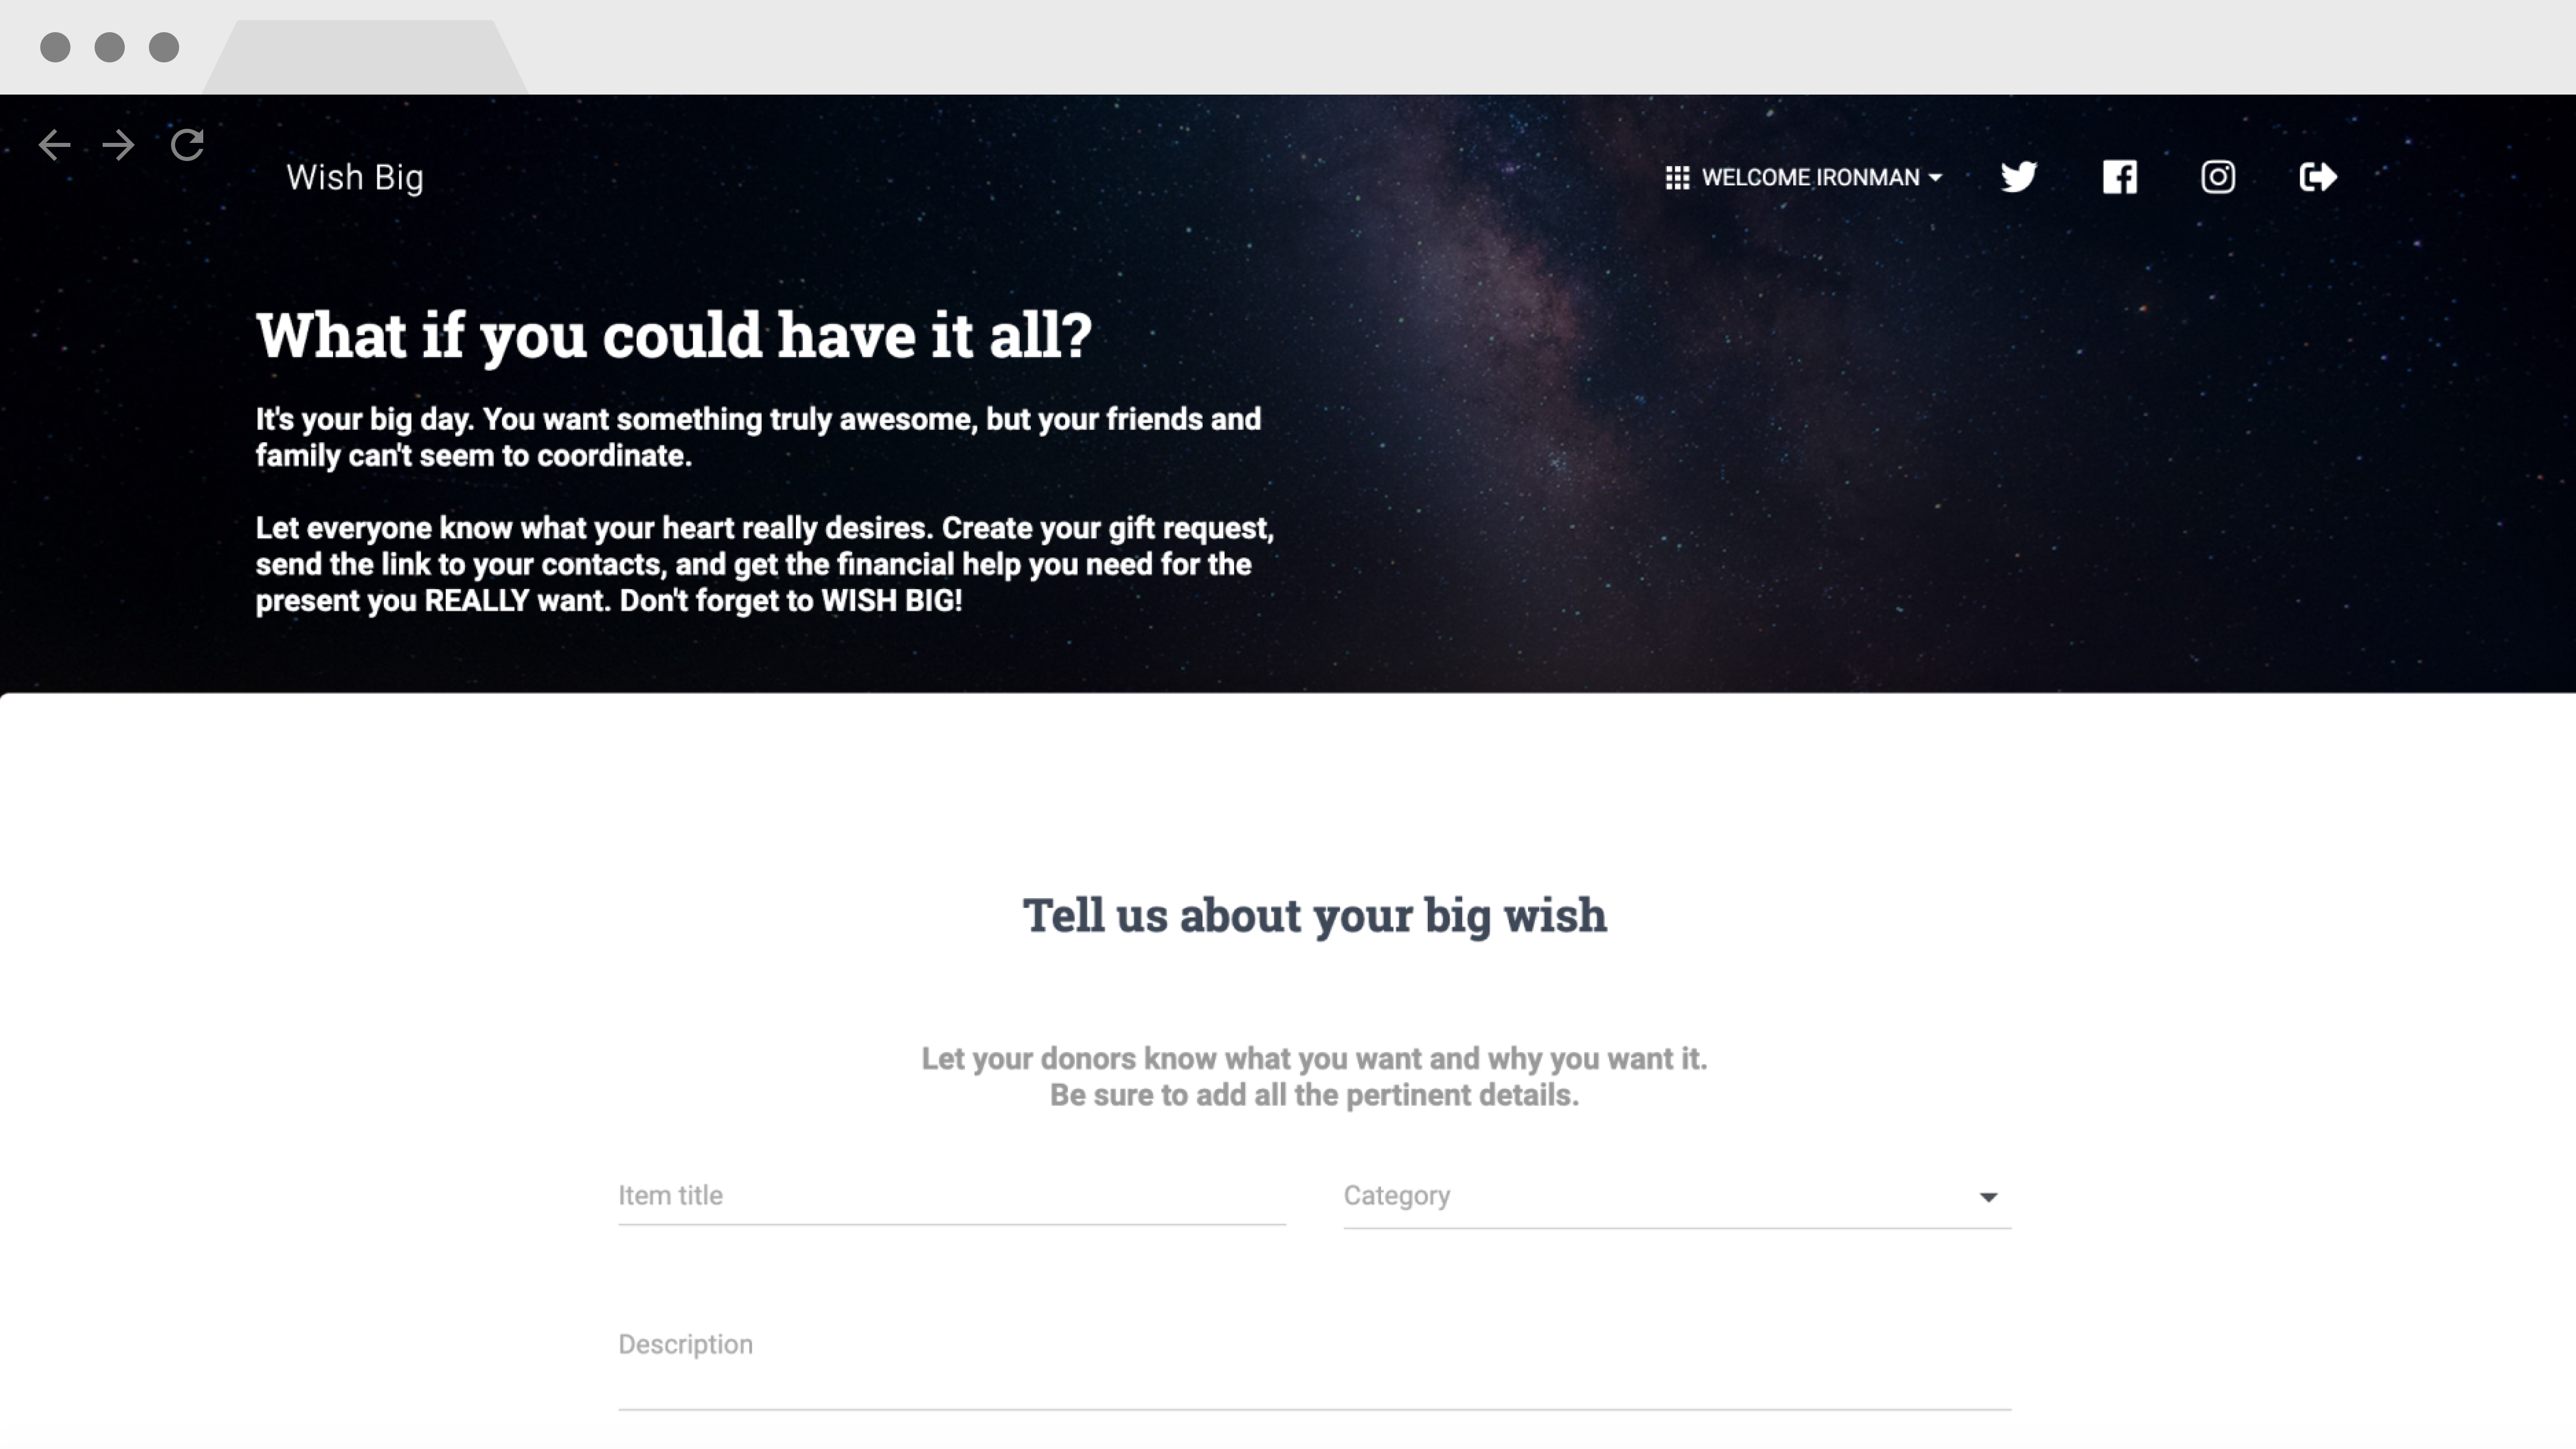 Wish Big
WELCOME IRONMAN
What if you could have it all?
It's your big day. You want something truly awesome, but your friends and
family can't seem to coordinate.
Let everyone know what your heart really desires. Create your gift request,
send the link to your contacts, and get the financial help you need for the
present you REALLY want. Don't forget to WISH BIG!
Tell us about your big wish
Let your donors know what you want and why you want it.
Be sure to add all the pertinent details.
Item title
Category
Description